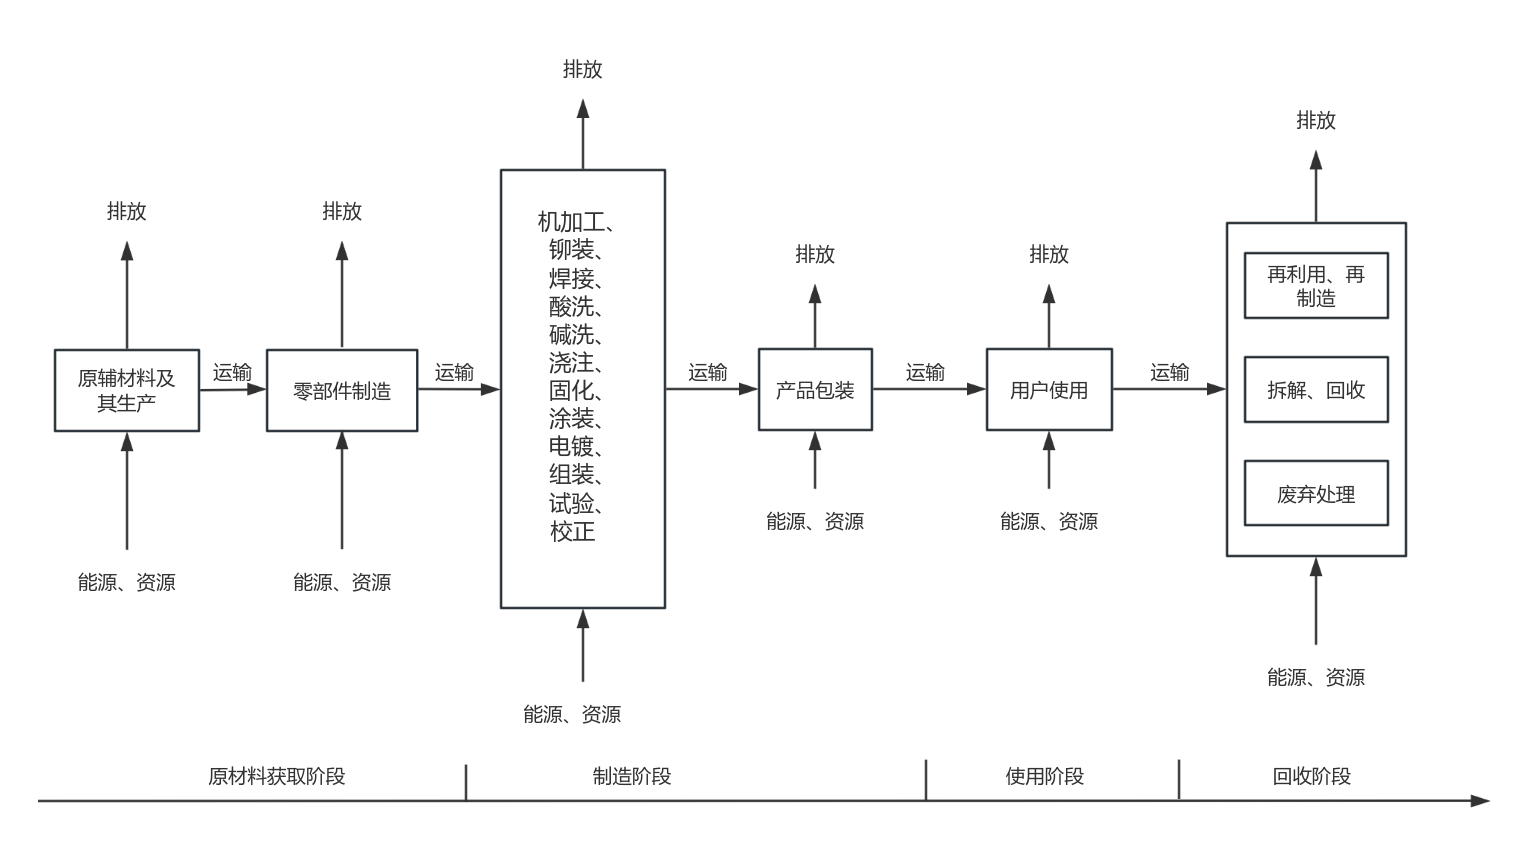 排放
排放
排放
排放
排放
排放
机加工、
铆装、
焊接、
酸洗、
碱洗、
浇注、
固化、
涂装、
电镀、
组装、
试验、
校正
再利用、再
制造
拆解、回收
废弃处理
原辅材料及
其生产
运输
零部件制造
运输
运输
产品包装
运输
用户使用
运输
能源、资源
能源、资源
能源、资源
能源、资源
能源、资源
能源、资源
原材料获取阶段
制造阶段
使用阶段
回收阶段